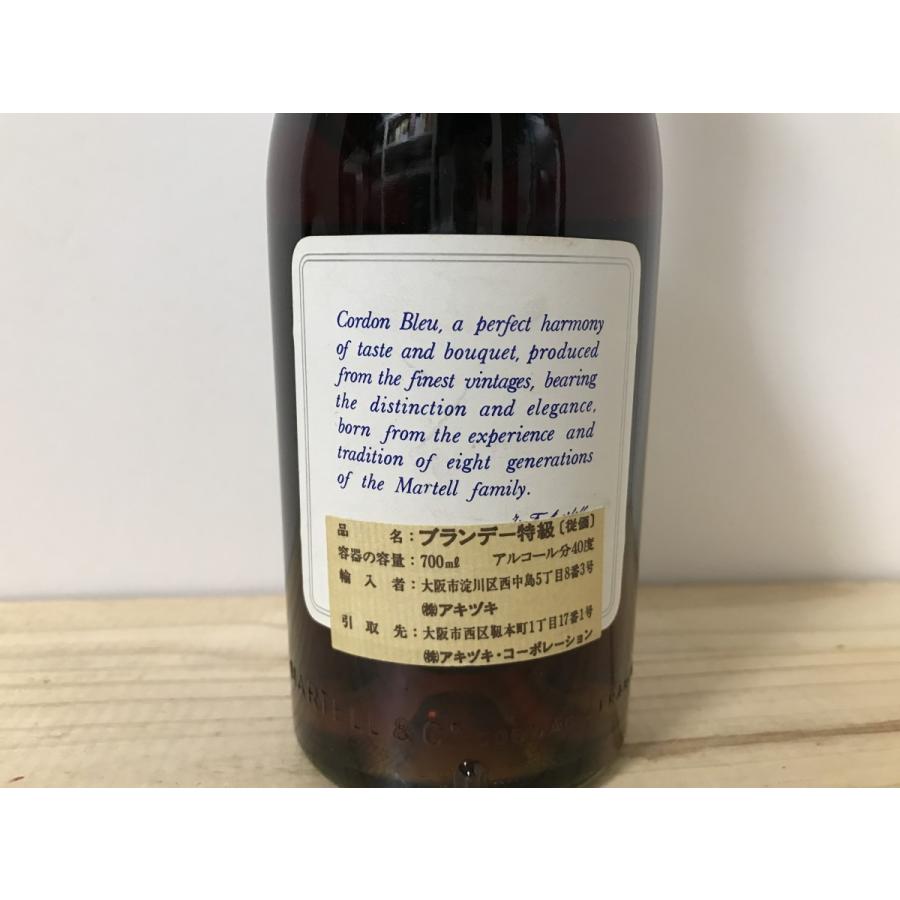 Cordon Bleu, a perfect harmony
of taste and bouquet, produced
from the finest vintages, bearing
the distinction and elegance,
born from the experience and
tradition of eight generations
of the Martell family.
品名:ブランデー特級〔従価〕
容器の容量:700ml アルコール分40度
輸入者:大阪市淀川区西中島5丁目8番3号
㈱アキヅキ
引取先:大阪市西区靱本町1丁目17番1号
㈱アキヅキ・コーポレーション
MARTELL & Co